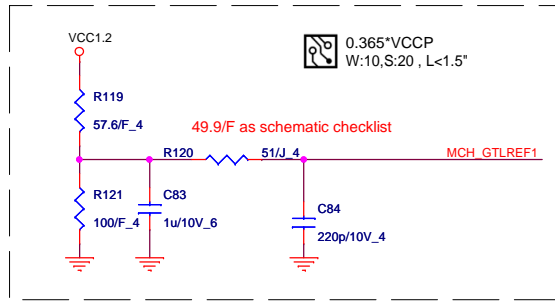 VCC1.2
0.365*VCCP
W:10,S:20 , L<1.5"
R119
57.6/F_4
49.9/F as schematic checklist
R120
51/J_4
MCH_GTLREF1
R121
100/F_4
C83
1u/10V_6
C84
220p/10V_4